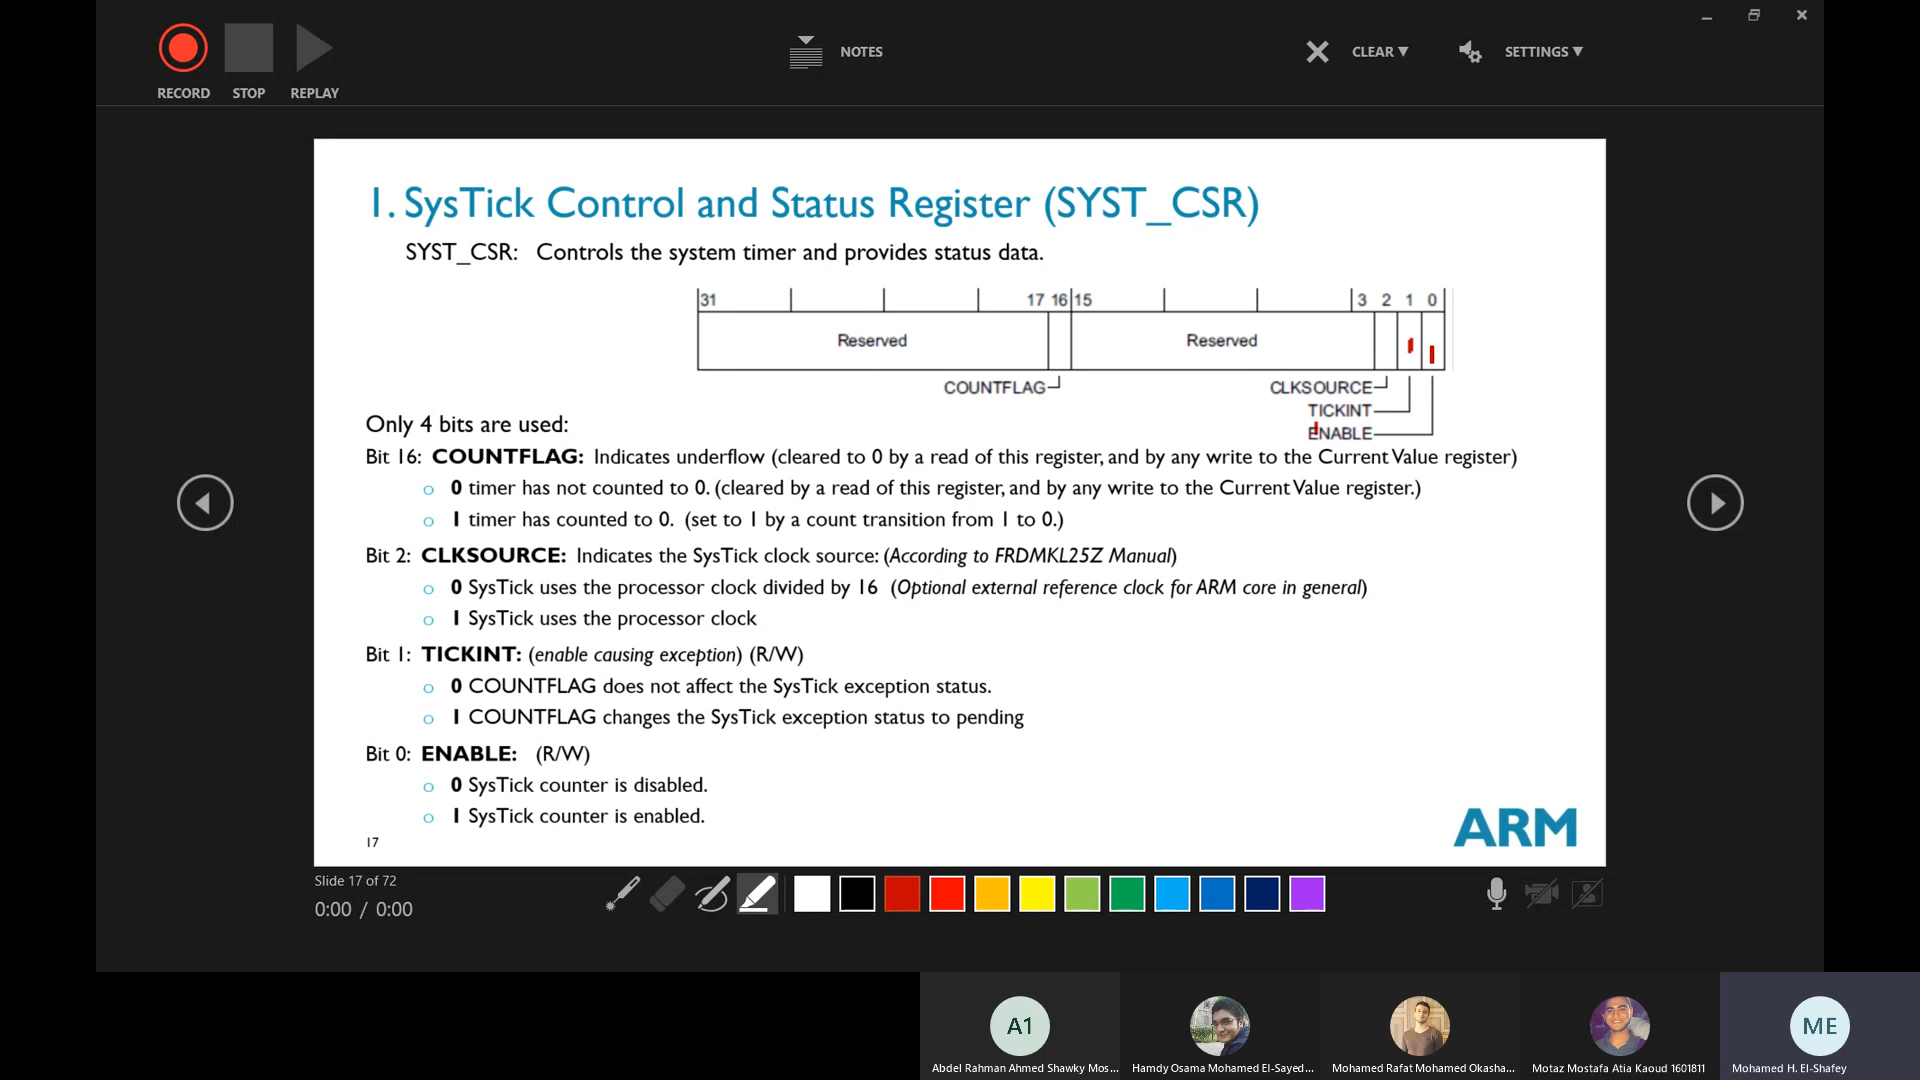 RECORD STOP REPLAY
NOTES
CLEAR SETTINGS
1. SysTick Control and Status Register (SYST_CSR)
SYST_CSR: Controls the system timer and provides status data.
31 17 16 15 3 2 1 0
Reserved Reserved
COUNTFLAG CLKSOURCE
TICKINT
ENABLE
Only 4 bits are used:
Bit 16: COUNTFLAG: Indicates underflow (cleared to 0 by a read of this register, and by any write to the Current Value register)
o 0 timer has not counted to 0. (cleared by a read of this register, and by any write to the Current Value register.)
o 1 timer has counted to 0. (set to 1 by a count transition from 1 to 0.)
Bit 2: CLKSOURCE: Indicates the SysTick clock source: (According to FRDMKL25Z Manual)
o 0 SysTick uses the processor clock divided by 16 (Optional external reference clock for ARM core in general)
o 1 SysTick uses the processor clock
Bit 1: TICKINT: (enable causing exception) (R/W)
o 0 COUNTFLAG does not affect the SysTick exception status.
o 1 COUNTFLAG changes the SysTick exception status to pending
Bit 0: ENABLE: (R/W)
o 0 SysTick counter is disabled.
o 1 SysTick counter is enabled.
17
ARM
Slide 17 of 72
0:00 / 0:00
A1 ME
Abdel Rahman Ahmed Shawky Mos... Hamdy Osama Mohamed El-Sayed... Mohamed Rafat Mohamed Okasha... Motaz Mostafa Atia Kaoud 1601811 Mohamed H. El-Shafey